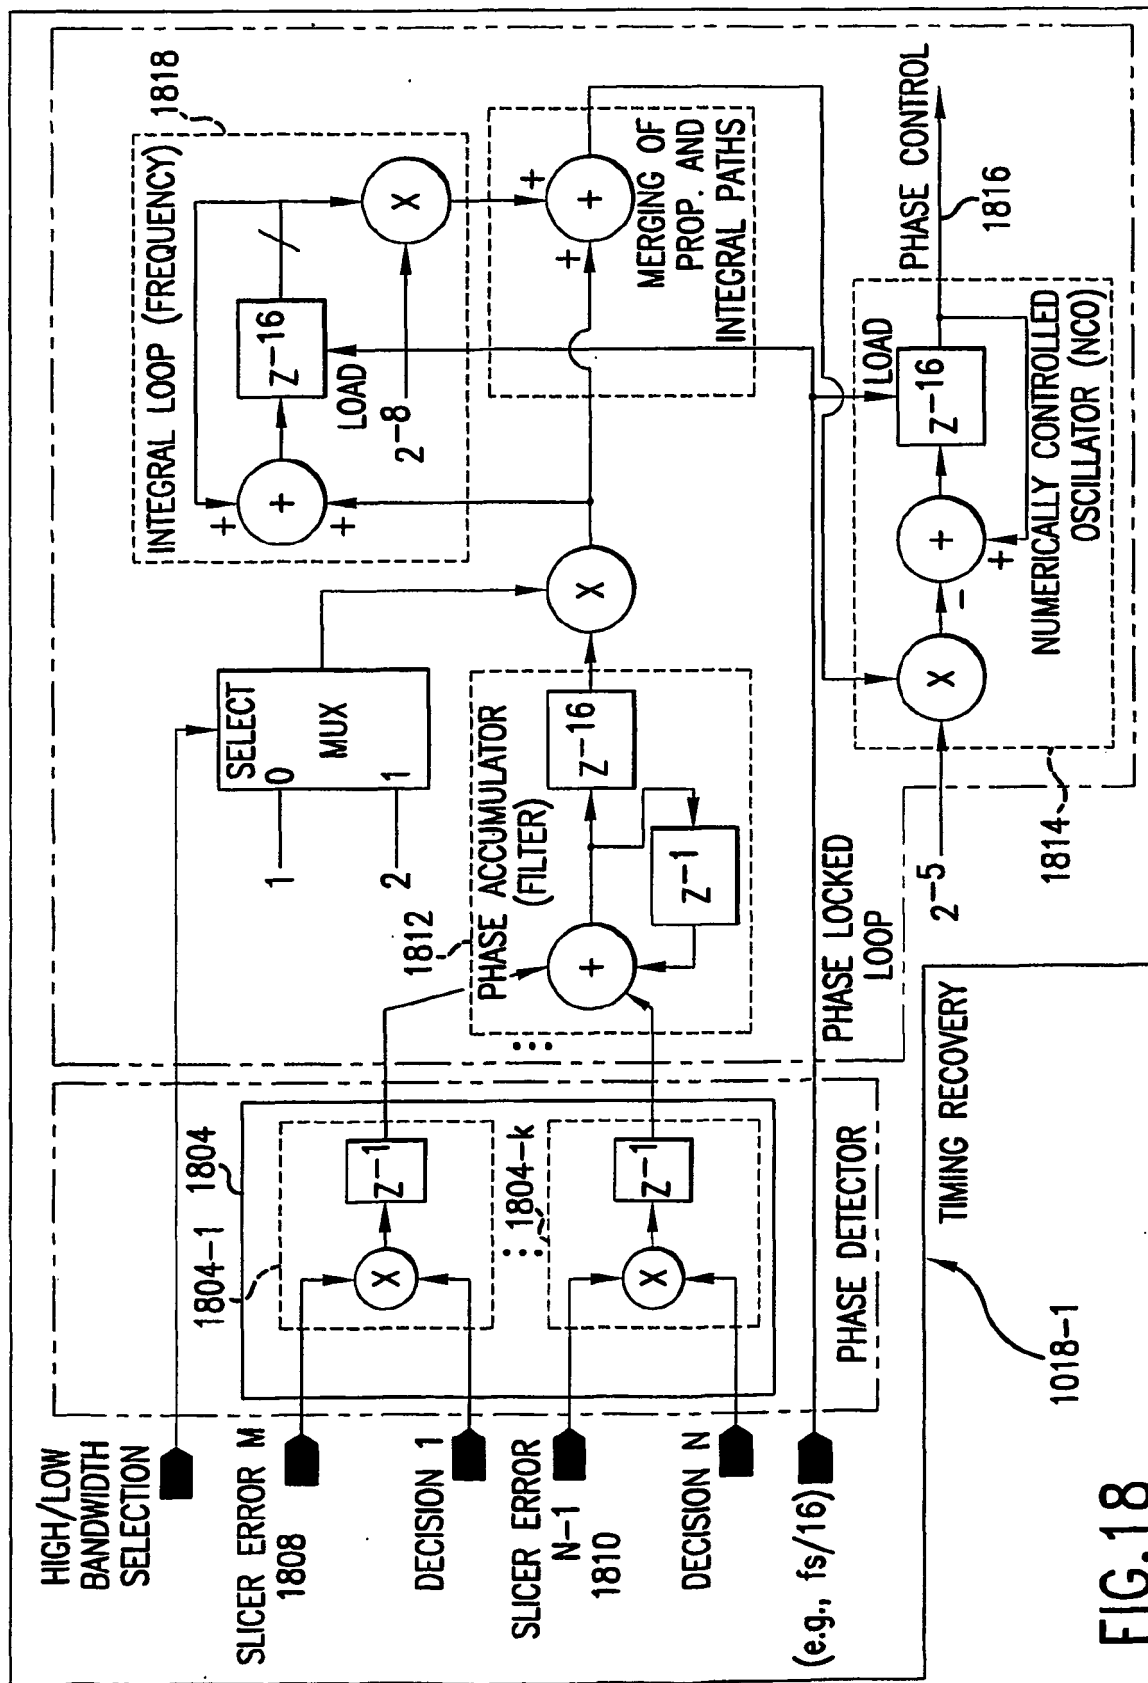 HIGH/LOW
BANDWIDTH
SELECTION
SLICER ERROR M
1808
DECISION 1
SLICER ERROR
N-1
1810
DECISION N
(e.g., fs/16)
1804-1
1804
X
Z-1
1804-k
X
Z-1
PHASE DETECTOR
SELECT
0
MUX
1
1
2
1812
PHASE ACCUMULATOR
(FILTER)
+
Z-1
Z-16
X
INTEGRAL LOOP (FREQUENCY)
1818
+
+
+
Z-16
LOAD
2-8
X
+
+
+
MERGING OF
PROP. AND
INTEGRAL PATHS
PHASE LOCKED
LOOP
2-5
1814
X
-
+
+
Z-16
LOAD
NUMERICALLY CONTROLLED
OSCILLATOR (NCO)
PHASE CONTROL
1816
TIMING RECOVERY
1018-1
FIG.18